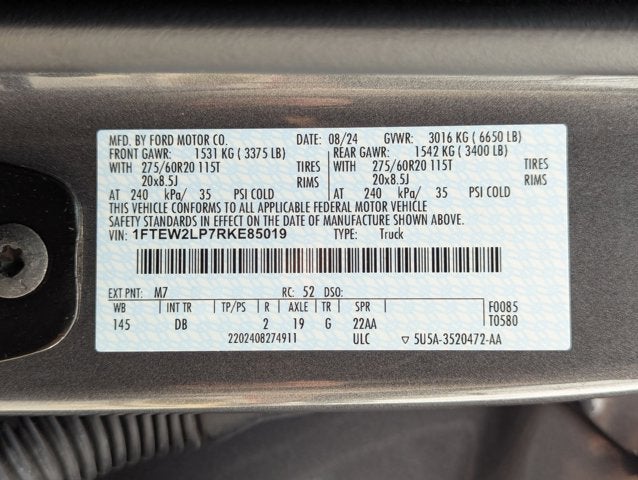 MFD. BY FORD MOTOR CO. DATE: 08/24 GVWR: 3016 KG ( 6650 LB)
FRONT GAWR: 1531 KG ( 3375 LB) REAR GAWR: 1542 KG ( 3400 LB)
WITH 275/60R20 115T TIRES WITH 275/60R20 115T TIRES
20x8.5J RIMS 20x8.5J RIMS
AT 240 kPa/ 35 PSI COLD AT 240 kPa/ 35 PSI COLD
THIS VEHICLE CONFORMS TO ALL APPLICABLE FEDERAL MOTOR VEHICLE
SAFETY STANDARDS IN EFFECT ON THE DATE OF MANUFACTURE SHOWN ABOVE.
VIN: 1FTEW2LP7RKE85019 TYPE: Truck
EXT PNT: M7 RC: 52 DSO:
WB INT TR TP/PS R AXLE TR SPR F0085
145 DB 2 19 G 22AA T0580
2202408274911 ULC 5U5A-3520472-AA